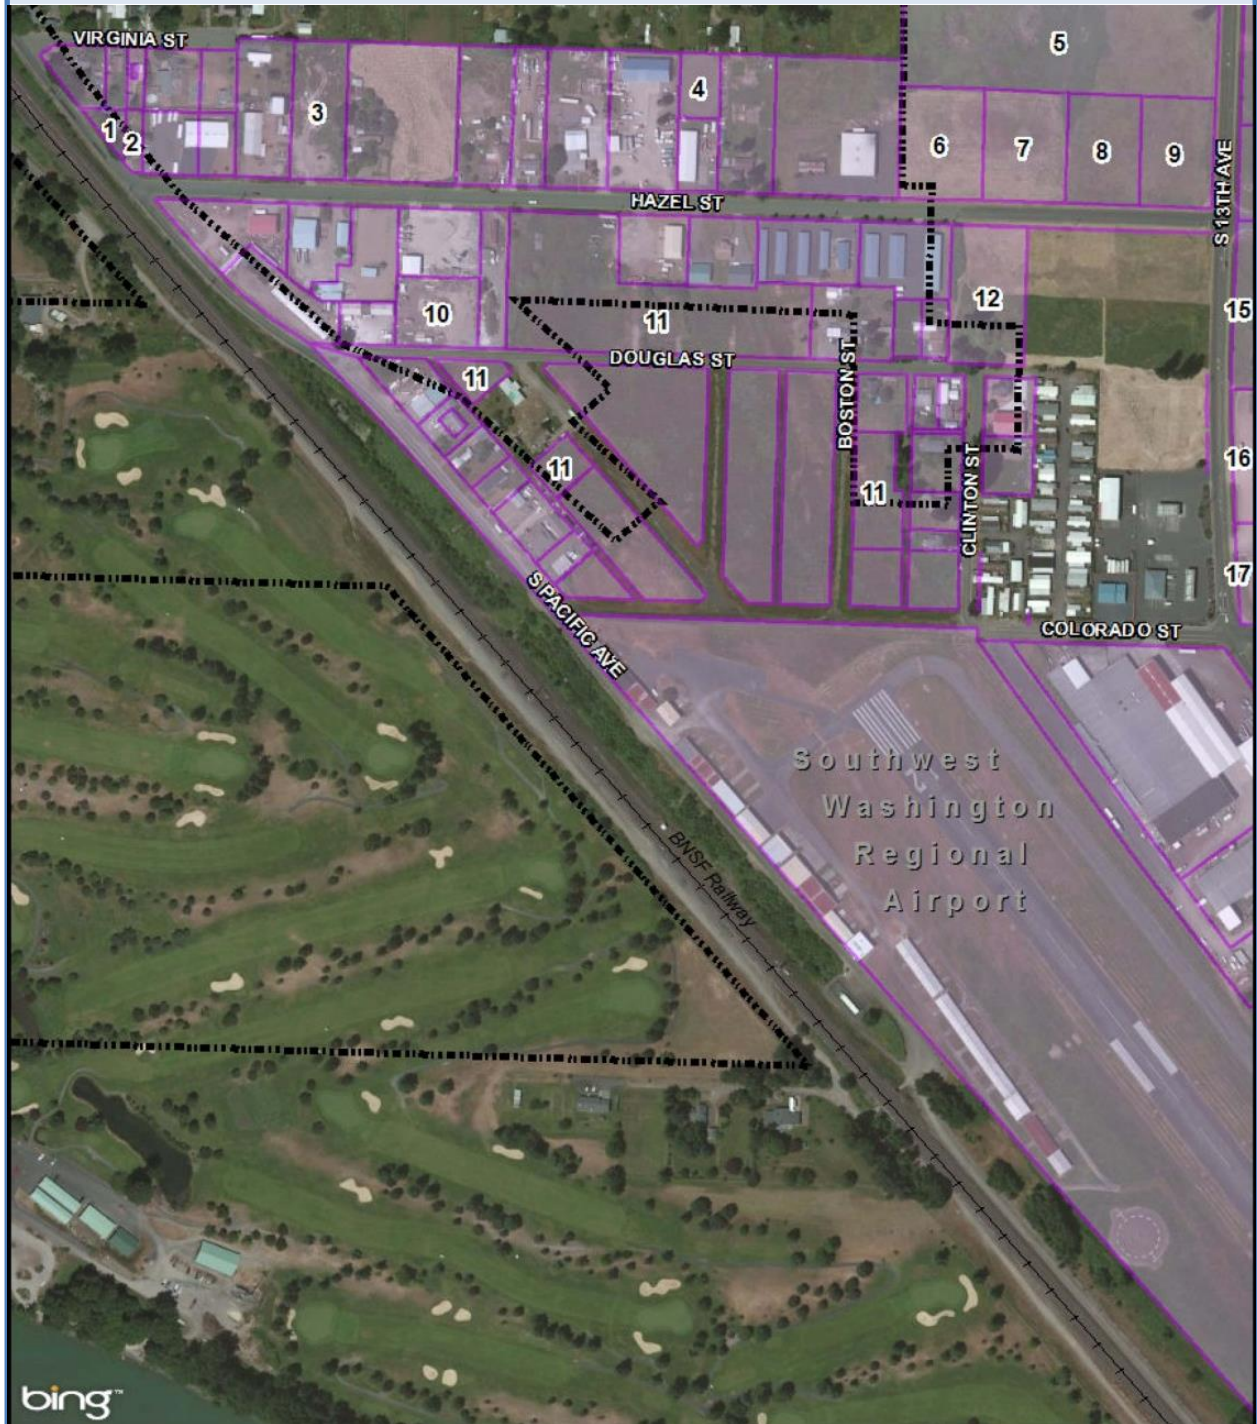 VIRGINIA ST
5
3
4
1
2
6
7
8
9
S 13TH AVE
HAZEL ST
12
10
11
15
DOUGLAS ST
11
BOSTON ST
11
16
11
CLINTON ST
17
S PACIFIC AVE
COLORADO ST
Southwest
Washington
Regional
Airport
BNSF Railway
bing™